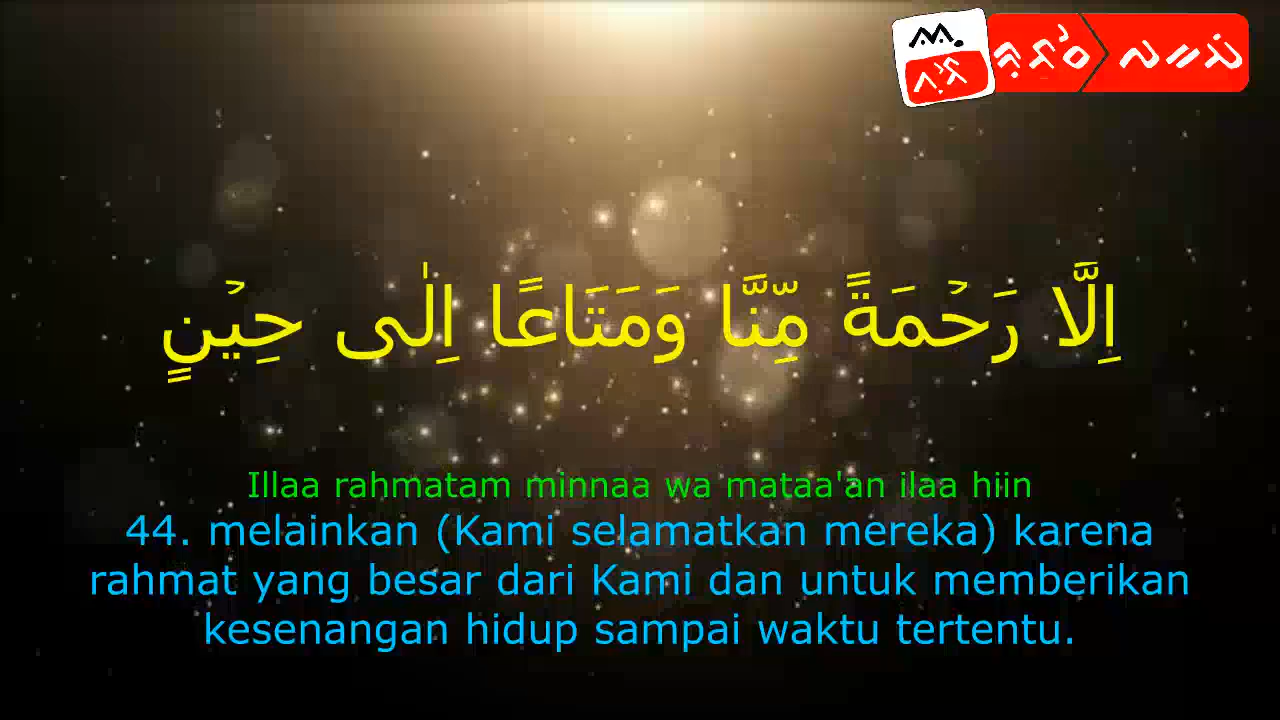 اِلَّا رَحۡمَةً مِّنَّا وَمَتَاعًا اِلٰى حِيۡنٍ
Illaa rahmatam minnaa wa mataa'an ilaa hiin
44. melainkan (Kami selamatkan mereka) karena
rahmat yang besar dari Kami dan untuk memberikan
kesenangan hidup sampai waktu tertentu.